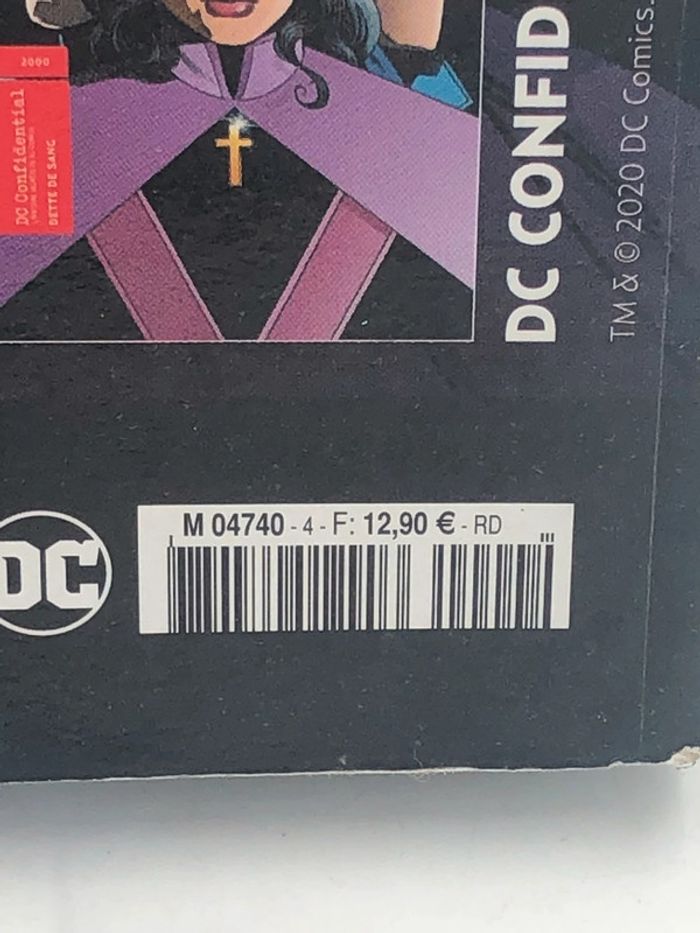 2000
DC Confidential
DETTE DE SANG
DC CONFID
TM & © 2020 DC Comics.
DC
M 04740 - 4 - F: 12,90 € - RD